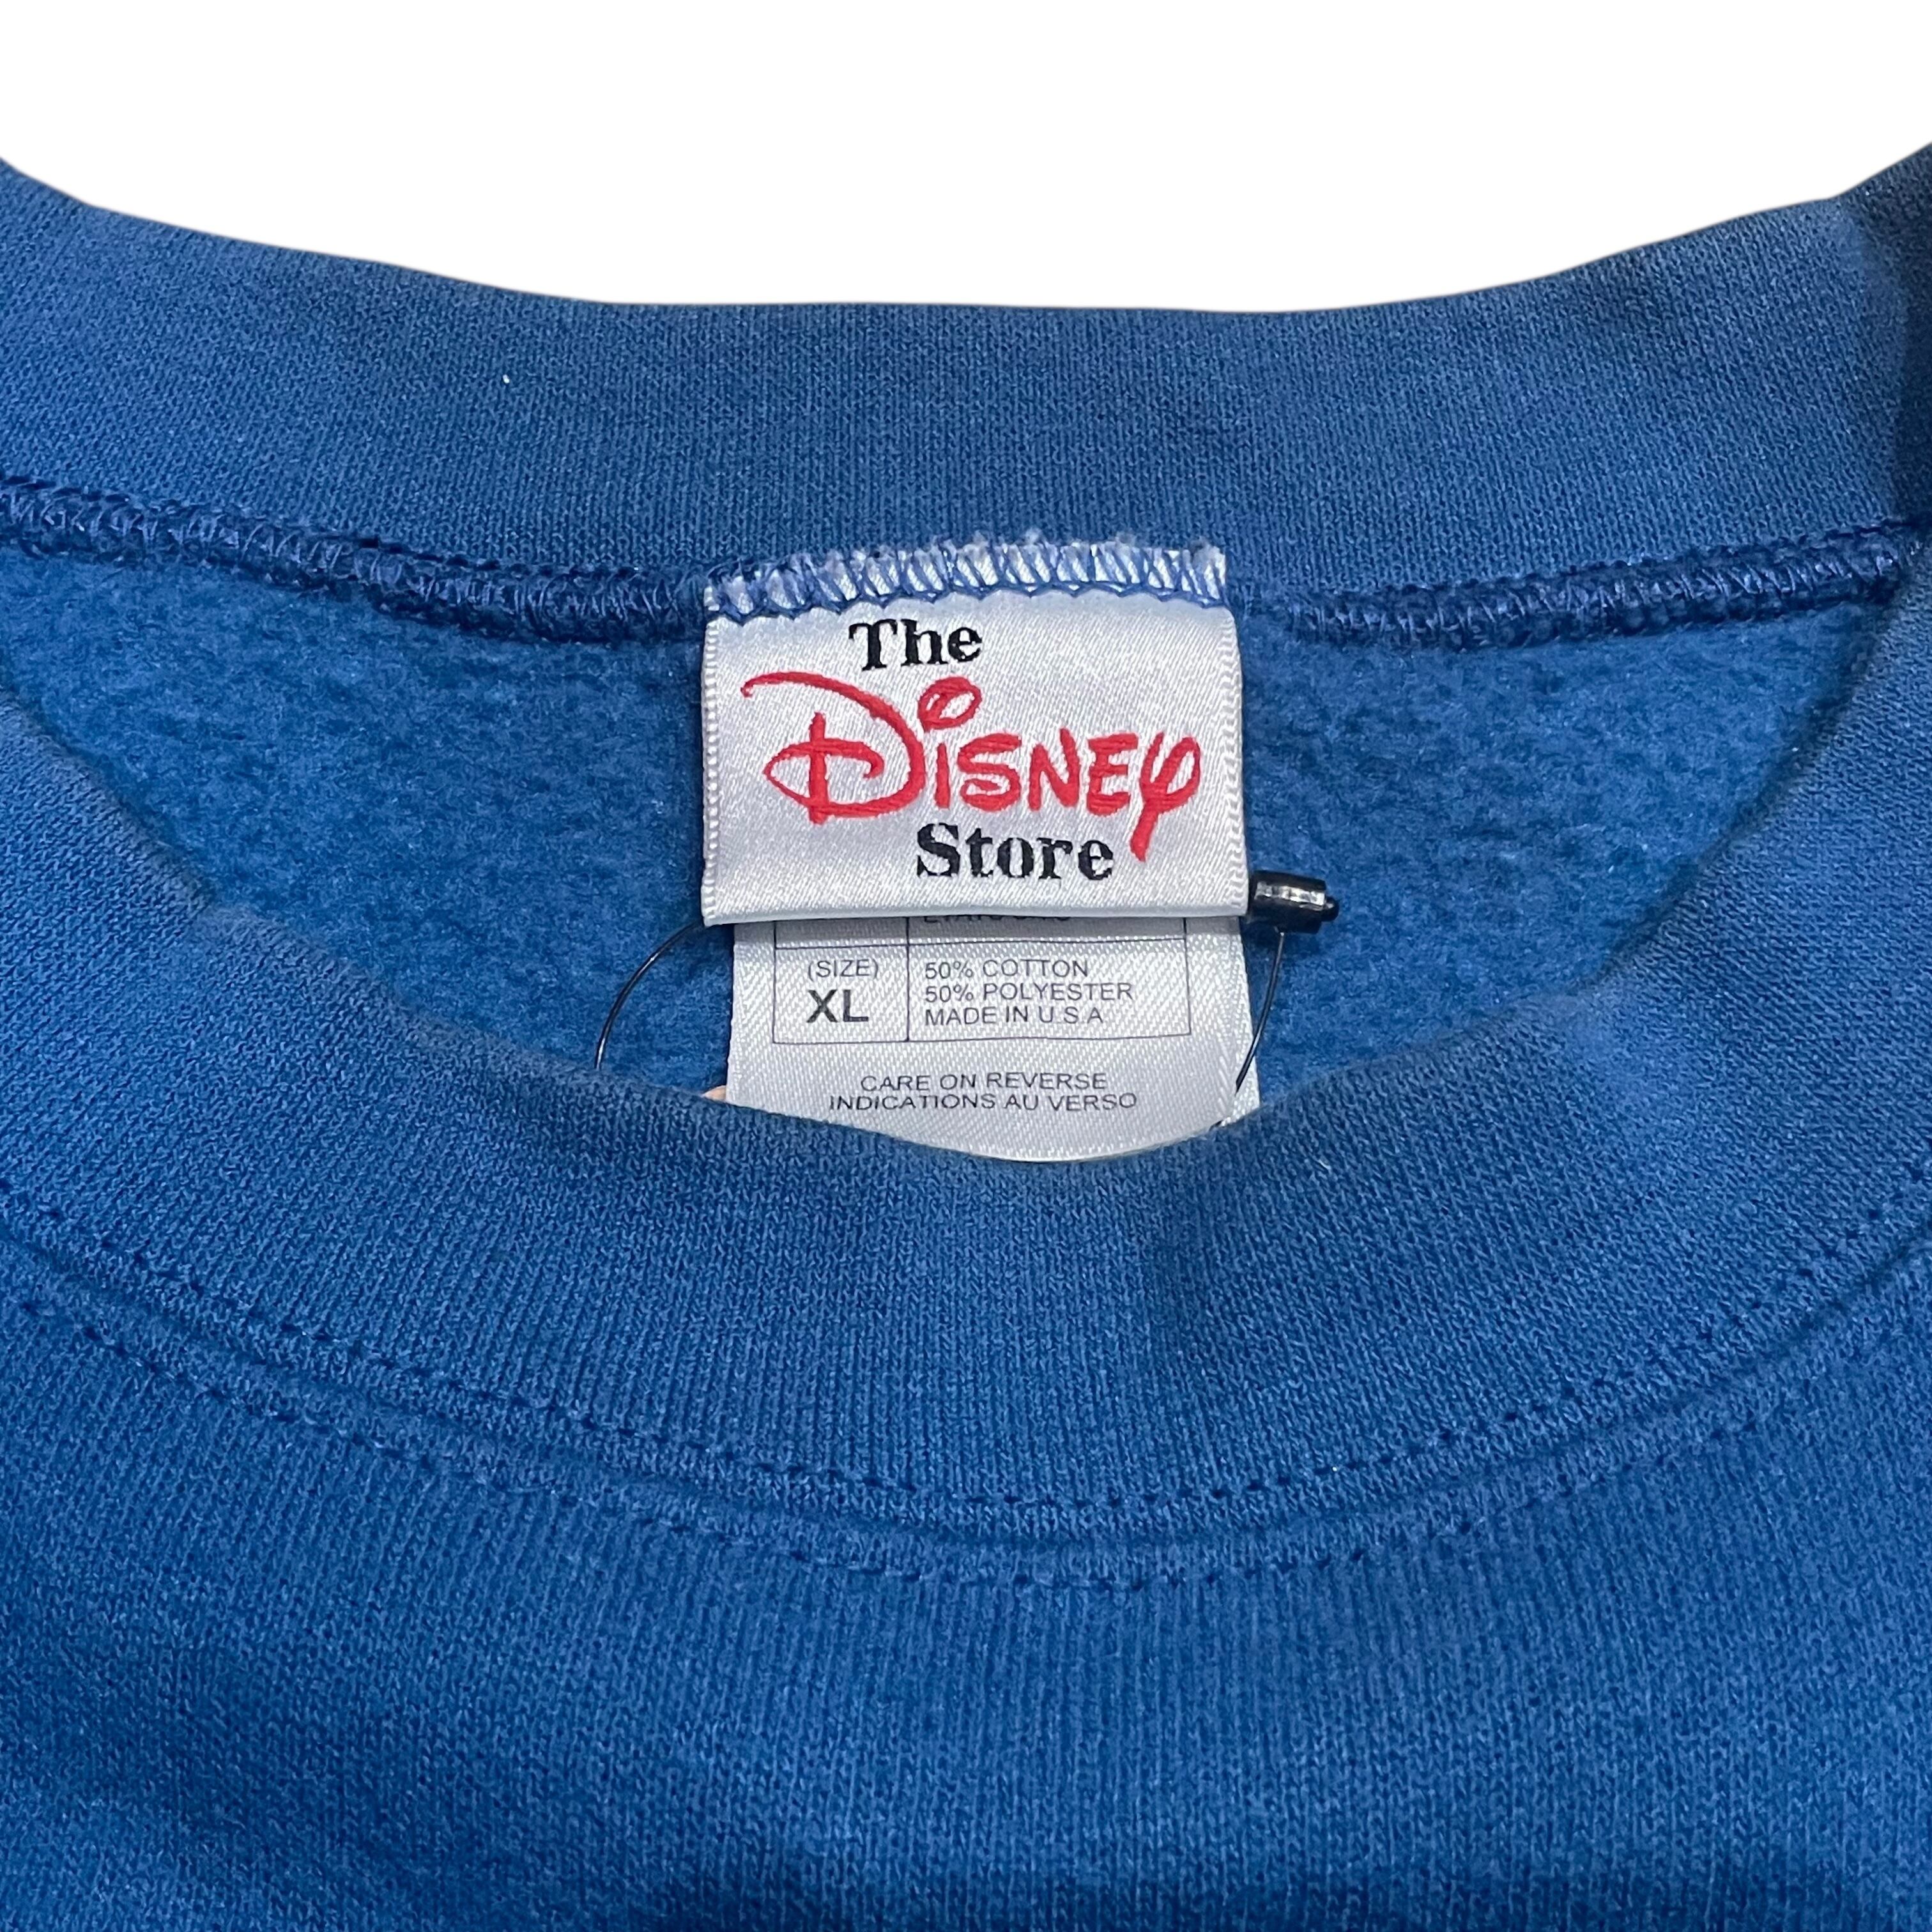 The
Disney
Store
(SIZE)
XL
50% COTTON
50% POLYESTER
MADE IN U.S.A
CARE ON REVERSE
INDICATIONS AU VERSO